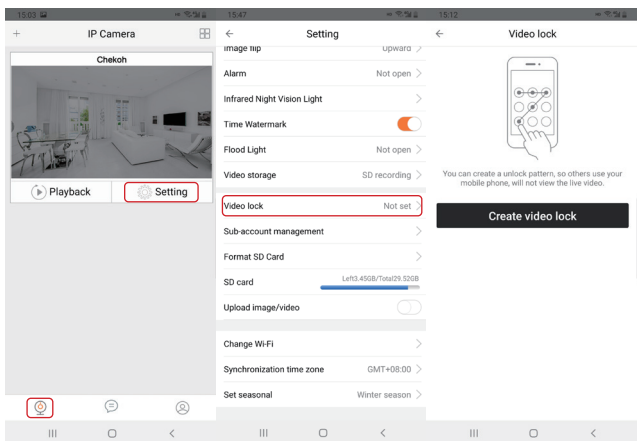 15:03
IP Camera
Chekoh
Playback
Setting
15:47
Setting
Image flip Upward
Alarm Not open
Infrared Night Vision Light
Time Watermark
Flood Light Not open
Video storage SD recording
Video lock Not set
Sub-account management
Format SD Card
SD card Left3.45GB/Total29.52GB
Upload image/video
Change Wi-Fi
Synchronization time zone GMT+08:00
Set seasonal Winter season
15:12
Video lock
You can create a unlock pattern, so others use your
mobile phone, will not view the live video.
Create video lock